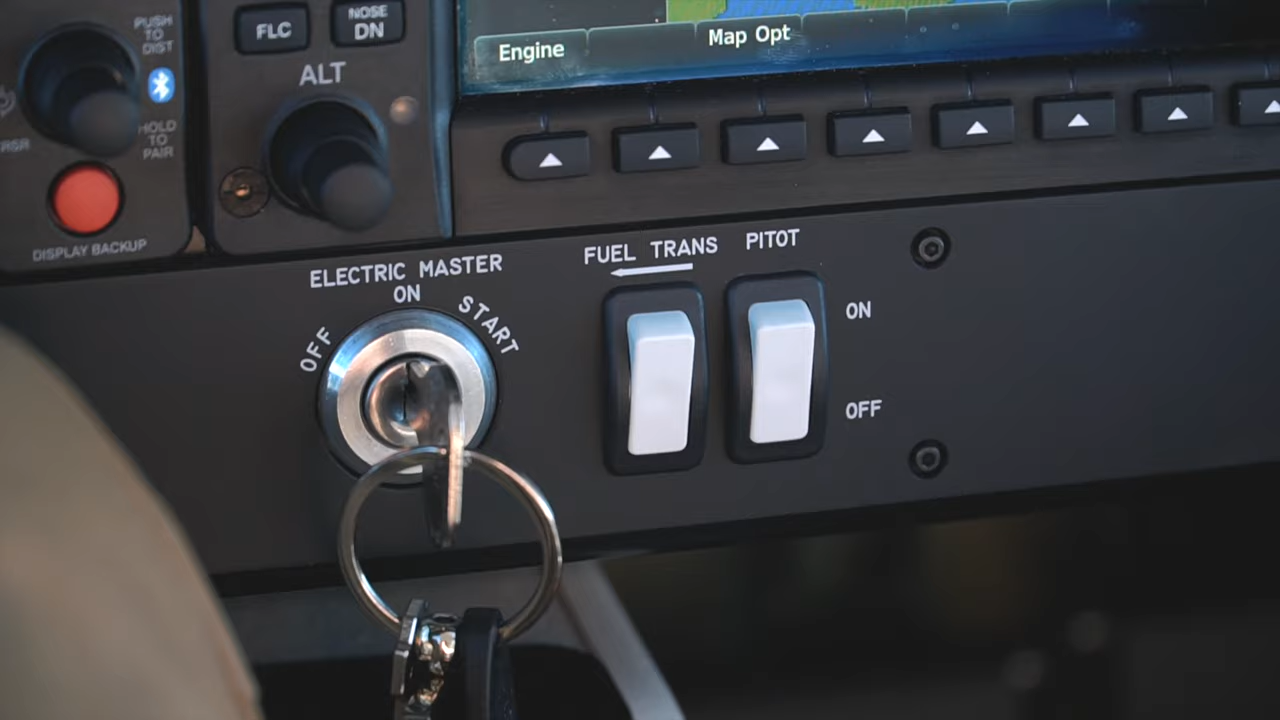 PUSH
TO
DIST
HOLD
TO
PAIR
DISPLAY BACKUP
FLC
NOSE
DN
ALT
Engine
Map Opt
ELECTRIC MASTER
OFF
ON
START
FUEL TRANS
PITOT
ON
OFF